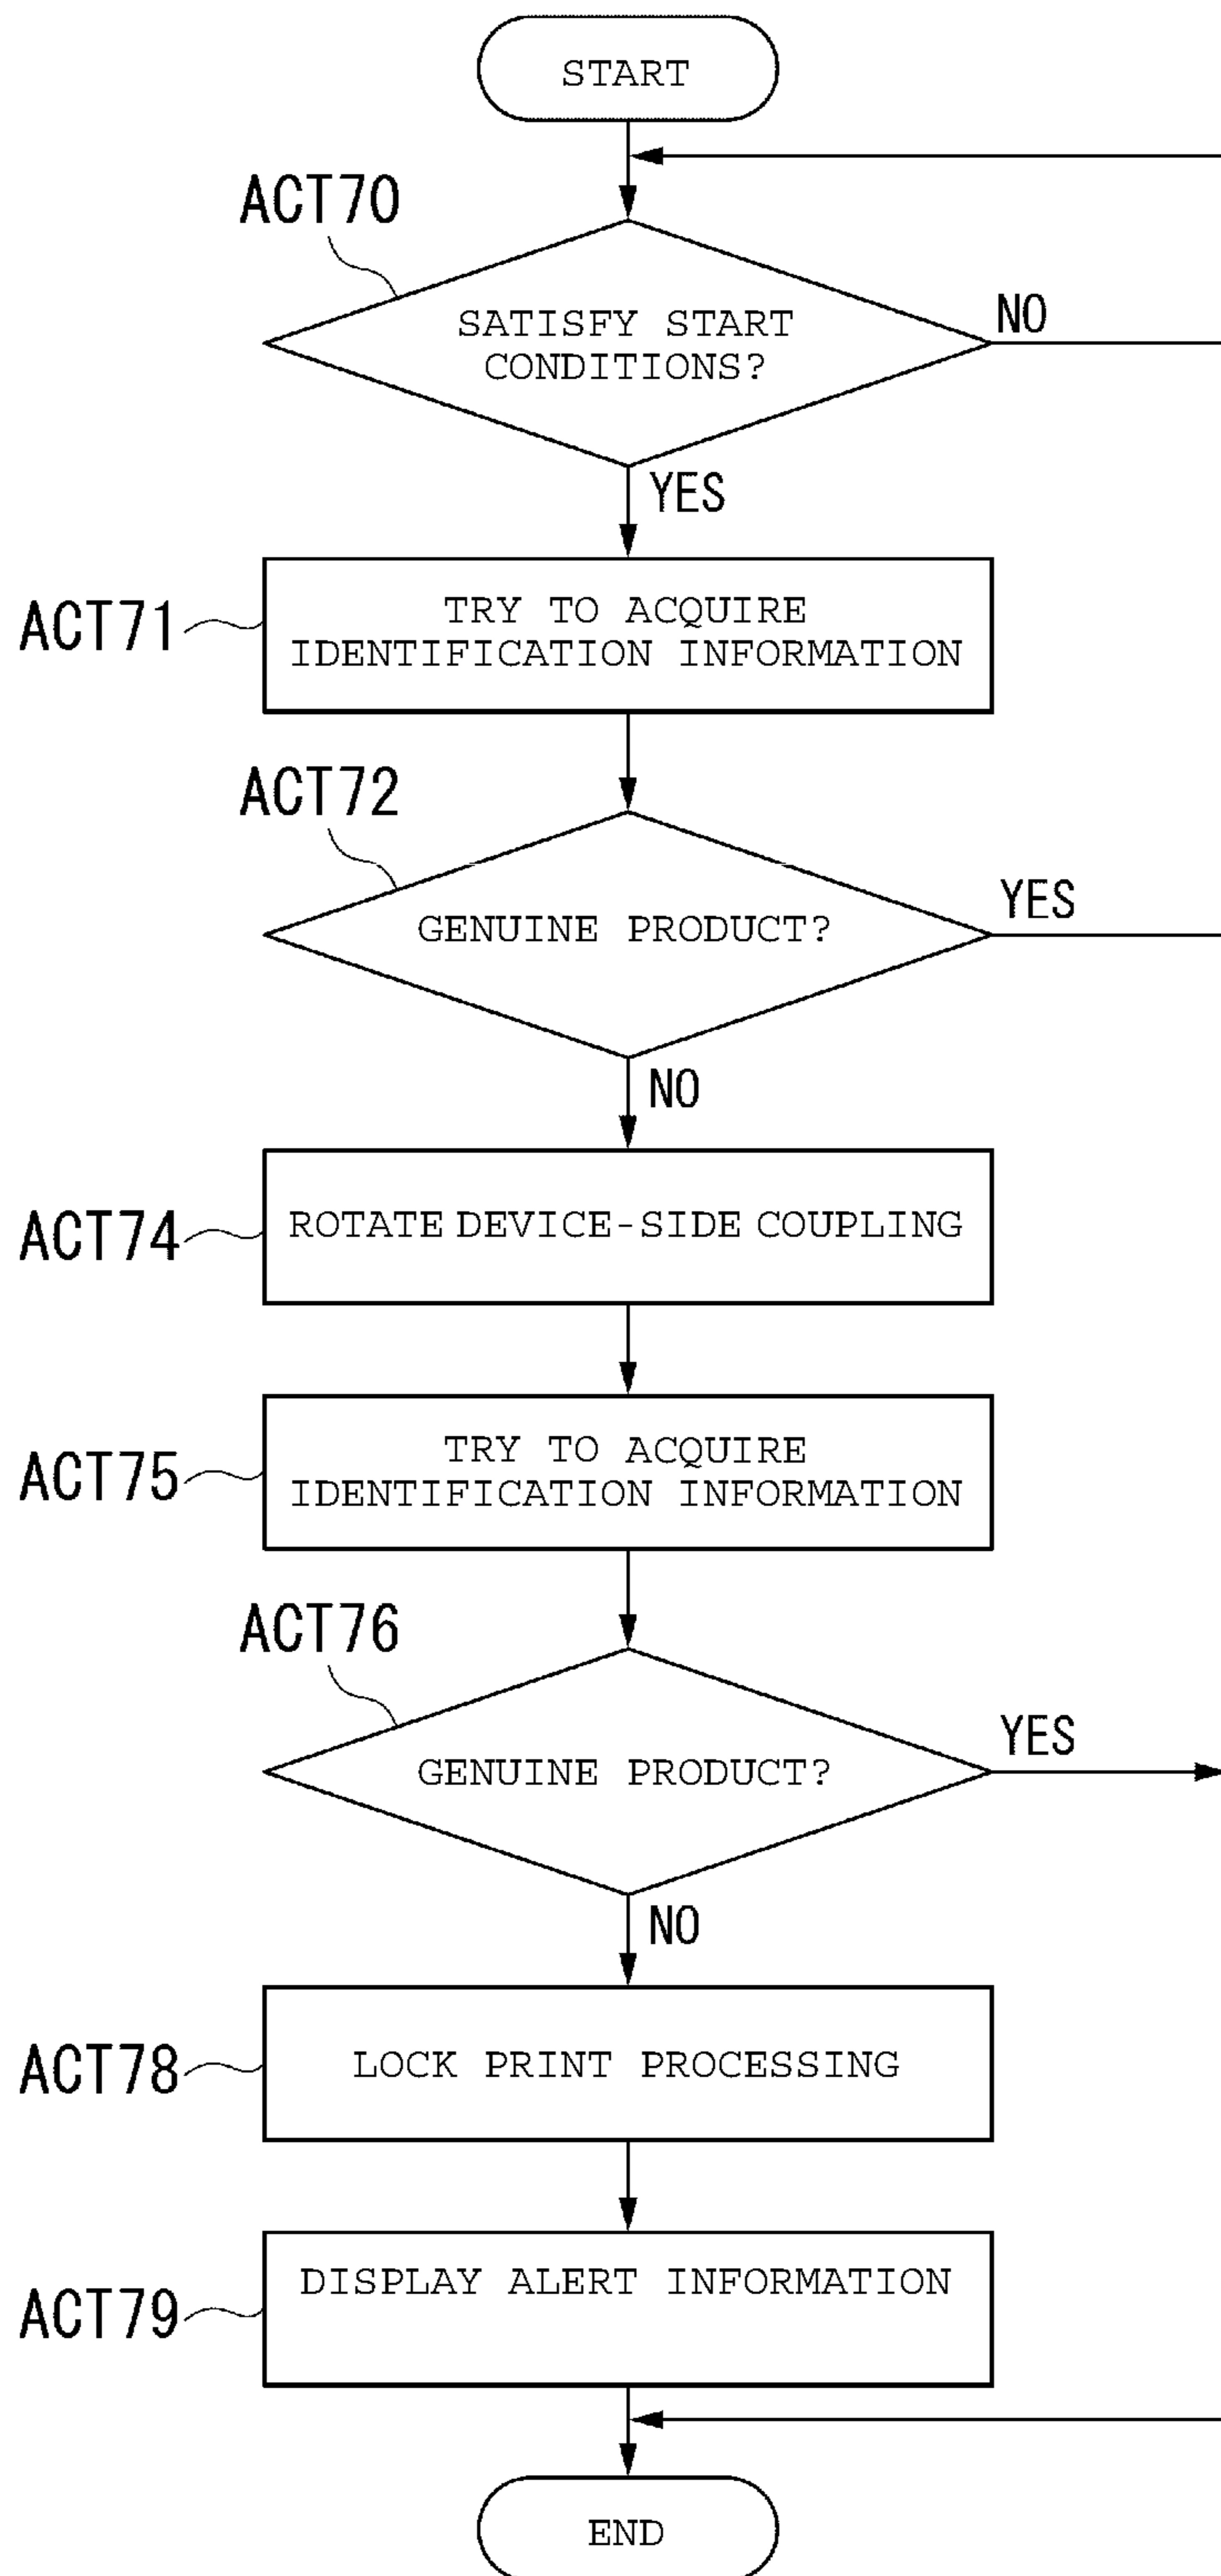 START
ACT70
SATISFY START
CONDITIONS?
NO
YES
ACT71
TRY TO ACQUIRE
IDENTIFICATION INFORMATION
ACT72
GENUINE PRODUCT?
YES
NO
ACT74
ROTATE DEVICE-SIDE COUPLING
ACT75
TRY TO ACQUIRE
IDENTIFICATION INFORMATION
ACT76
GENUINE PRODUCT?
YES
NO
ACT78
LOCK PRINT PROCESSING
ACT79
DISPLAY ALERT INFORMATION
END